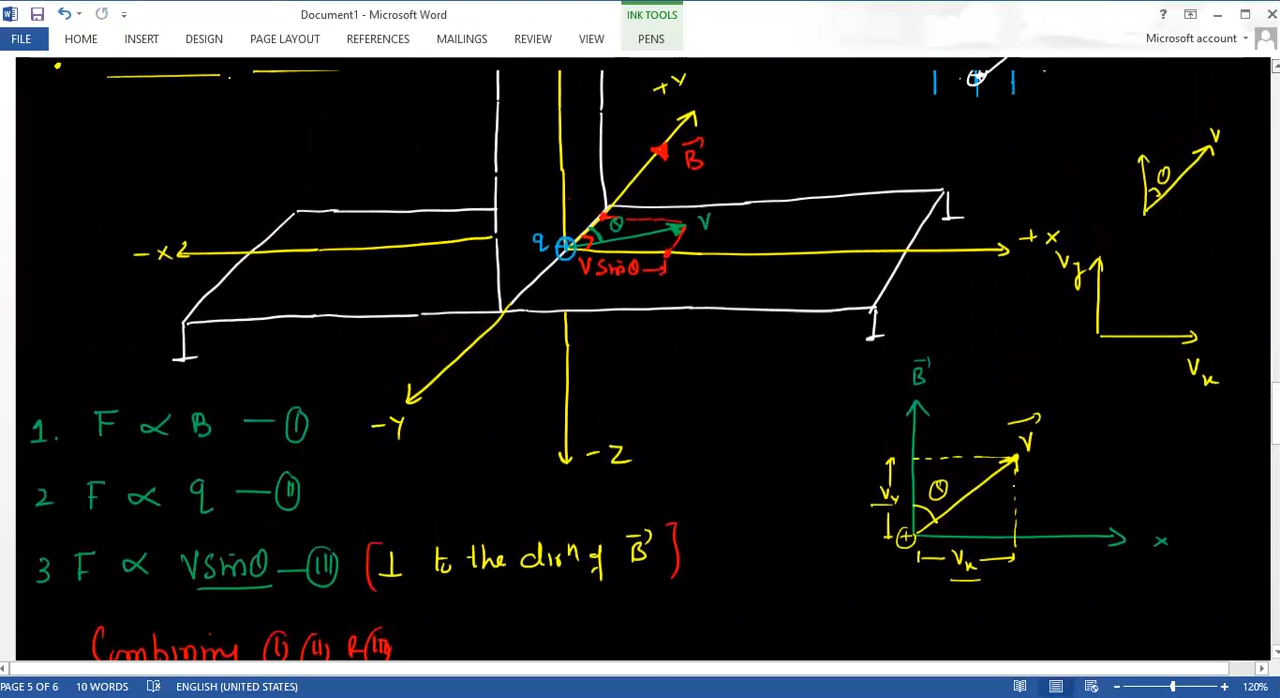 Document1 - Microsoft Word
INK TOOLS
?
FILE HOME INSERT DESIGN PAGE LAYOUT REFERENCES MAILINGS REVIEW VIEW PENS
Microsoft account
+Y
B⃗
V
θ
θ
V
q
+
-X
+X
Vsinθ
Vy
Vx
-Y
-Z
B⃗
V⃗
θ
Vy
+
x
Vx
1. F ∝ B — (I)
2 F ∝ q — (II)
3 F ∝ Vsinθ — (III) [⊥ to the dirⁿ of B⃗]
Combining (I) (II) & (III)
PAGE 5 OF 6 10 WORDS ENGLISH (UNITED STATES)
120%